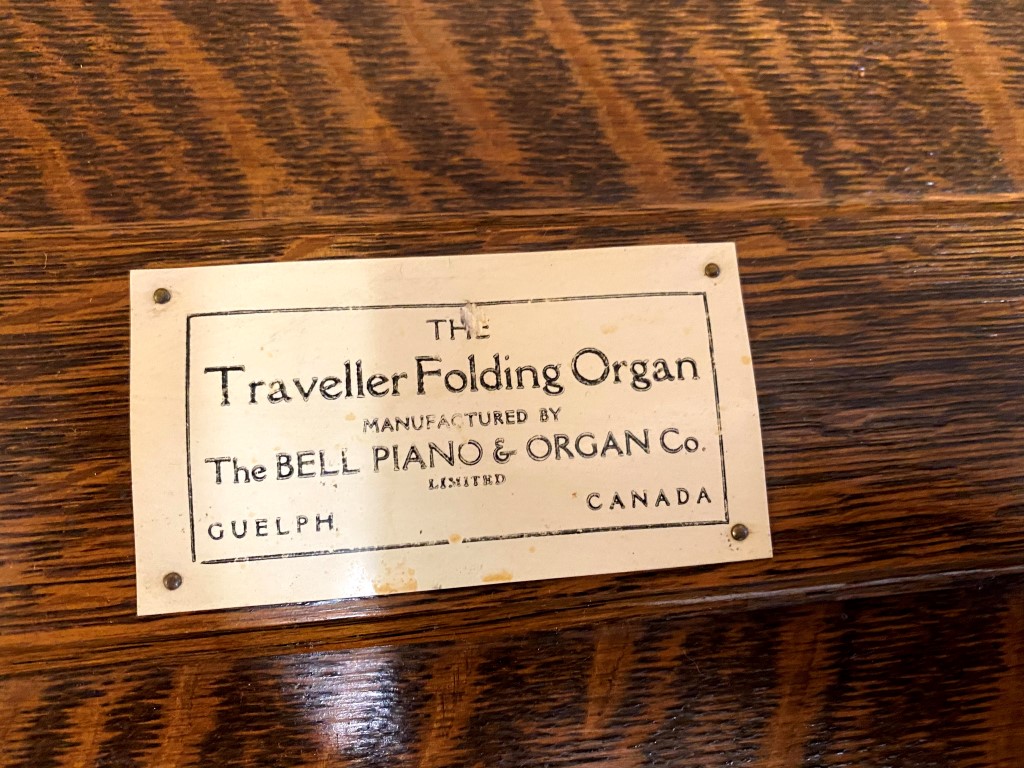 THE
Traveller Folding Organ
MANUFACTURED BY
The BELL PIANO & ORGAN Co.
LIMITED
GUELPH, CANADA